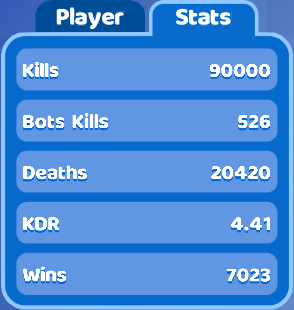 Player Stats
Kills 90000
Bots Kills 526
Deaths 20420
KDR 4.41
Wins 7023